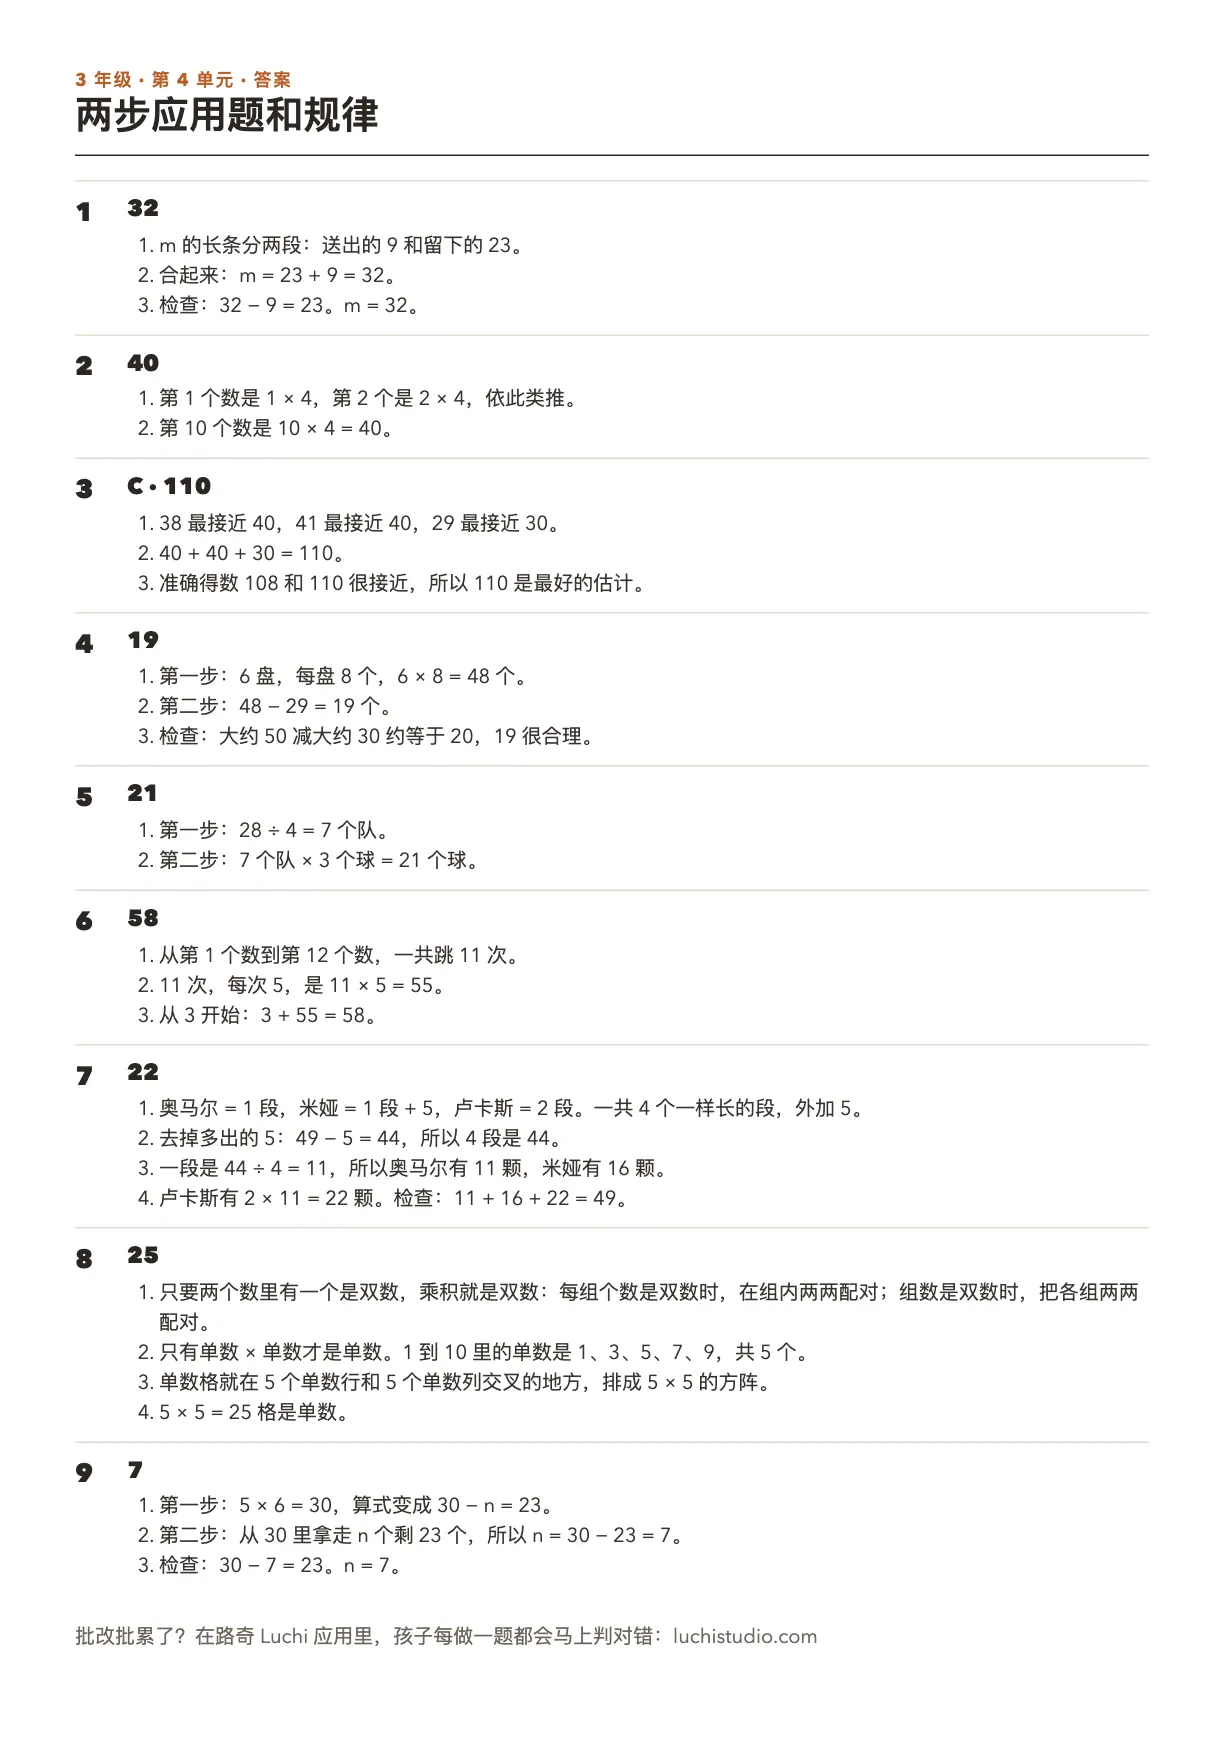 3 年级 · 第 4 单元 · 答案
两步应用题和规律
1 32
1. m 的长条分两段：送出的 9 和留下的 23。
2. 合起来：m = 23 + 9 = 32。
3. 检查：32 − 9 = 23。m = 32。
2 40
1. 第 1 个数是 1 × 4，第 2 个是 2 × 4，依此类推。
2. 第 10 个数是 10 × 4 = 40。
3 C · 110
1. 38 最接近 40，41 最接近 40，29 最接近 30。
2. 40 + 40 + 30 = 110。
3. 准确得数 108 和 110 很接近，所以 110 是最好的估计。
4 19
1. 第一步：6 盘，每盘 8 个，6 × 8 = 48 个。
2. 第二步：48 − 29 = 19 个。
3. 检查：大约 50 减大约 30 约等于 20，19 很合理。
5 21
1. 第一步：28 ÷ 4 = 7 个队。
2. 第二步：7 个队 × 3 个球 = 21 个球。
6 58
1. 从第 1 个数到第 12 个数，一共跳 11 次。
2. 11 次，每次 5，是 11 × 5 = 55。
3. 从 3 开始：3 + 55 = 58。
7 22
1. 奥马尔 = 1 段，米娅 = 1 段 + 5，卢卡斯 = 2 段。一共 4 个一样长的段，外加 5。
2. 去掉多出的 5：49 − 5 = 44，所以 4 段是 44。
3. 一段是 44 ÷ 4 = 11，所以奥马尔有 11 颗，米娅有 16 颗。
4. 卢卡斯有 2 × 11 = 22 颗。检查：11 + 16 + 22 = 49。
8 25
1. 只要两个数里有一个是双数，乘积就是双数：每组个数是双数时，在组内两两配对；组数是双数时，把各组两两
配对。
2. 只有单数 × 单数才是单数。1 到 10 里的单数是 1、3、5、7、9，共 5 个。
3. 单数格就在 5 个单数行和 5 个单数列交叉的地方，排成 5 × 5 的方阵。
4. 5 × 5 = 25 格是单数。
9 7
1. 第一步：5 × 6 = 30，算式变成 30 − n = 23。
2. 第二步：从 30 里拿走 n 个剩 23 个，所以 n = 30 − 23 = 7。
3. 检查：30 − 7 = 23。n = 7。
批改批累了？在路奇 Luchi 应用里，孩子每做一题都会马上判对错：luchistudio.com